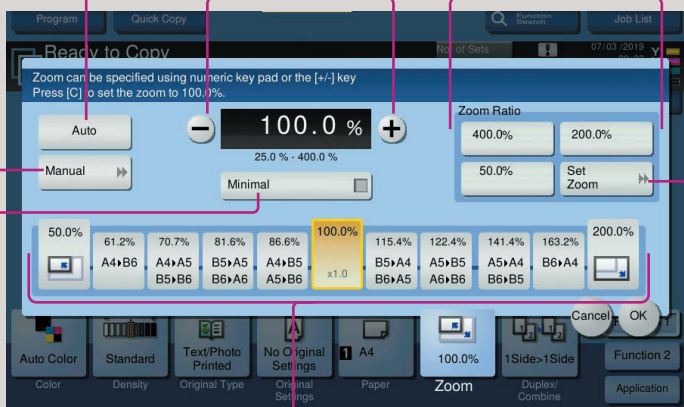 Program
Quick Copy
Function
Search
Job List
Ready to Copy
No. of Sets
07/03/2019
Y
Zoom can be specified using numeric key pad or the [+/-] key
Press [C] to set the zoom to 100.0%.
Auto
Manual
− 100.0 % +
25.0 % - 400.0 %
Minimal
Zoom Ratio
400.0%
200.0%
50.0%
Set
Zoom
50.0%
61.2%
A4▸B6
70.7%
A4▸A5
B5▸B6
81.6%
B5▸A5
B6▸A6
86.6%
A4▸B5
A5▸B6
100.0%
x1.0
115.4%
B5▸A4
B6▸A5
122.4%
A5▸B5
A6▸B6
141.4%
A5▸A4
B6▸B5
163.2%
B6▸A4
200.0%
Cancel
OK
Auto Color
Color
Standard
Density
Text/Photo
Printed
Original Type
No Original
Settings
Original
Settings
1 A4
Paper
100.0%
Zoom
1Side>1Side
Duplex/
Combine
Function 2
Application